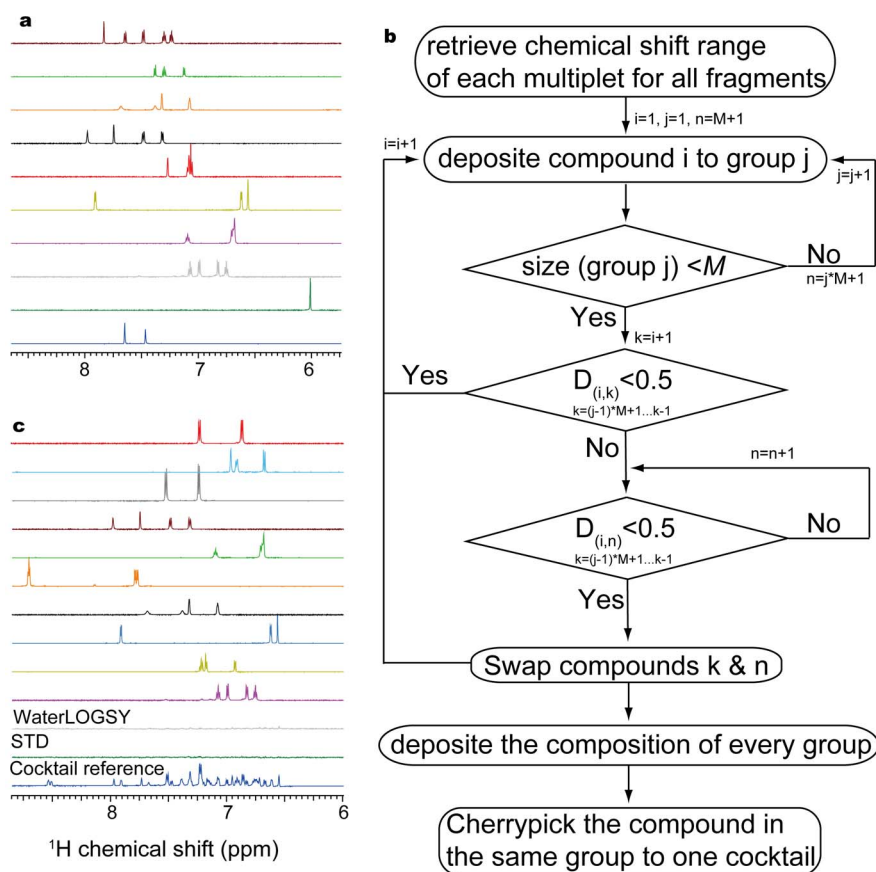 a
8
7
6
b
retrieve chemical shift range
of each multiplet for all fragments
i=1, j=1, n=M+1
i=i+1
deposite compound i to group j
j=j+1
size (group j) <M
No
n=j*M+1
Yes
k=i+1
Yes
D(i,k)<0.5
k=(j-1)*M+1...k-1
No
n=n+1
D(i,n)<0.5
k=(j-1)*M+1...k-1
No
Yes
Swap compounds k & n
deposite the composition of every group
Cherrypick the compound in
the same group to one cocktail
c
WaterLOGSY
STD
Cocktail reference
8
7
6
¹H chemical shift (ppm)